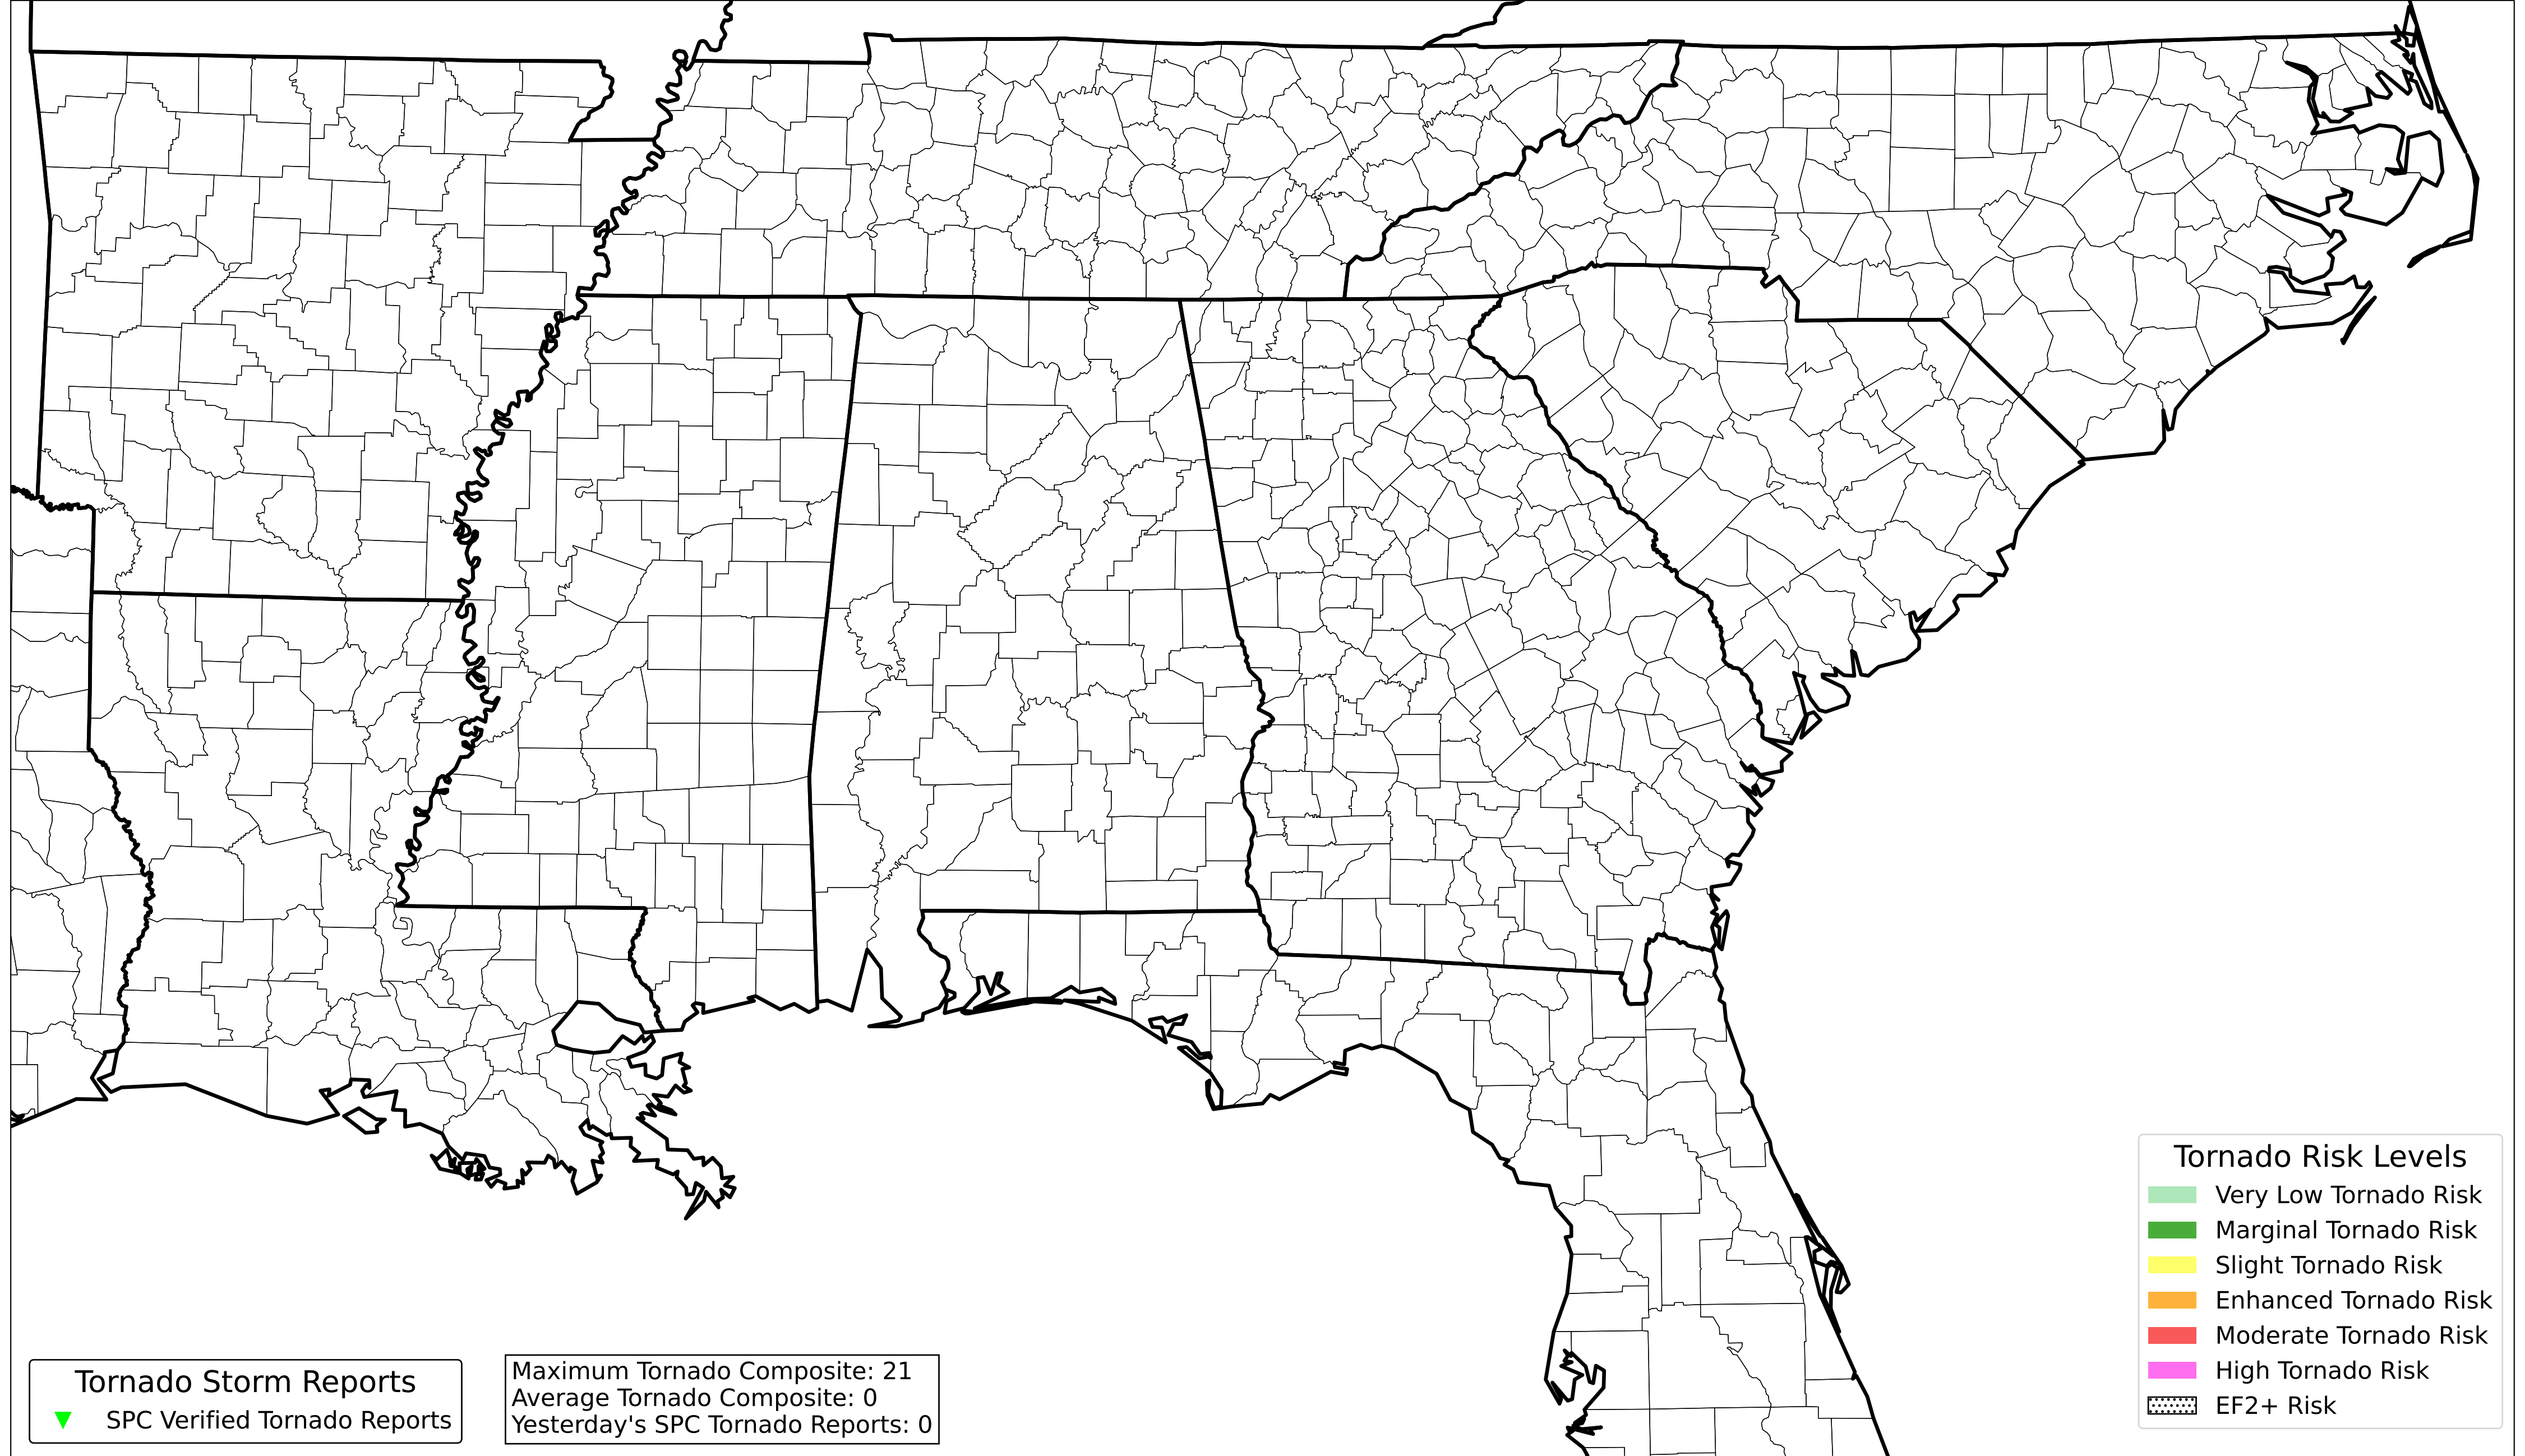 Tornado Risk Levels
Very Low Tornado Risk
Marginal Tornado Risk
Slight Tornado Risk
Enhanced Tornado Risk
Moderate Tornado Risk
High Tornado Risk
EF2+ Risk
Tornado Storm Reports
SPC Verified Tornado Reports
Maximum Tornado Composite: 21
Average Tornado Composite: 0
Yesterday's SPC Tornado Reports: 0